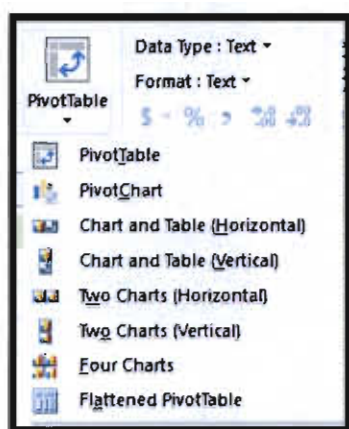 Data Type : Text
Format : Text
PivotTable
$ % ,
PivotTable
PivotChart
Chart and Table (Horizontal)
Chart and Table (Vertical)
Two Charts (Horizontal)
Two Charts (Vertical)
Four Charts
Flattened PivotTable